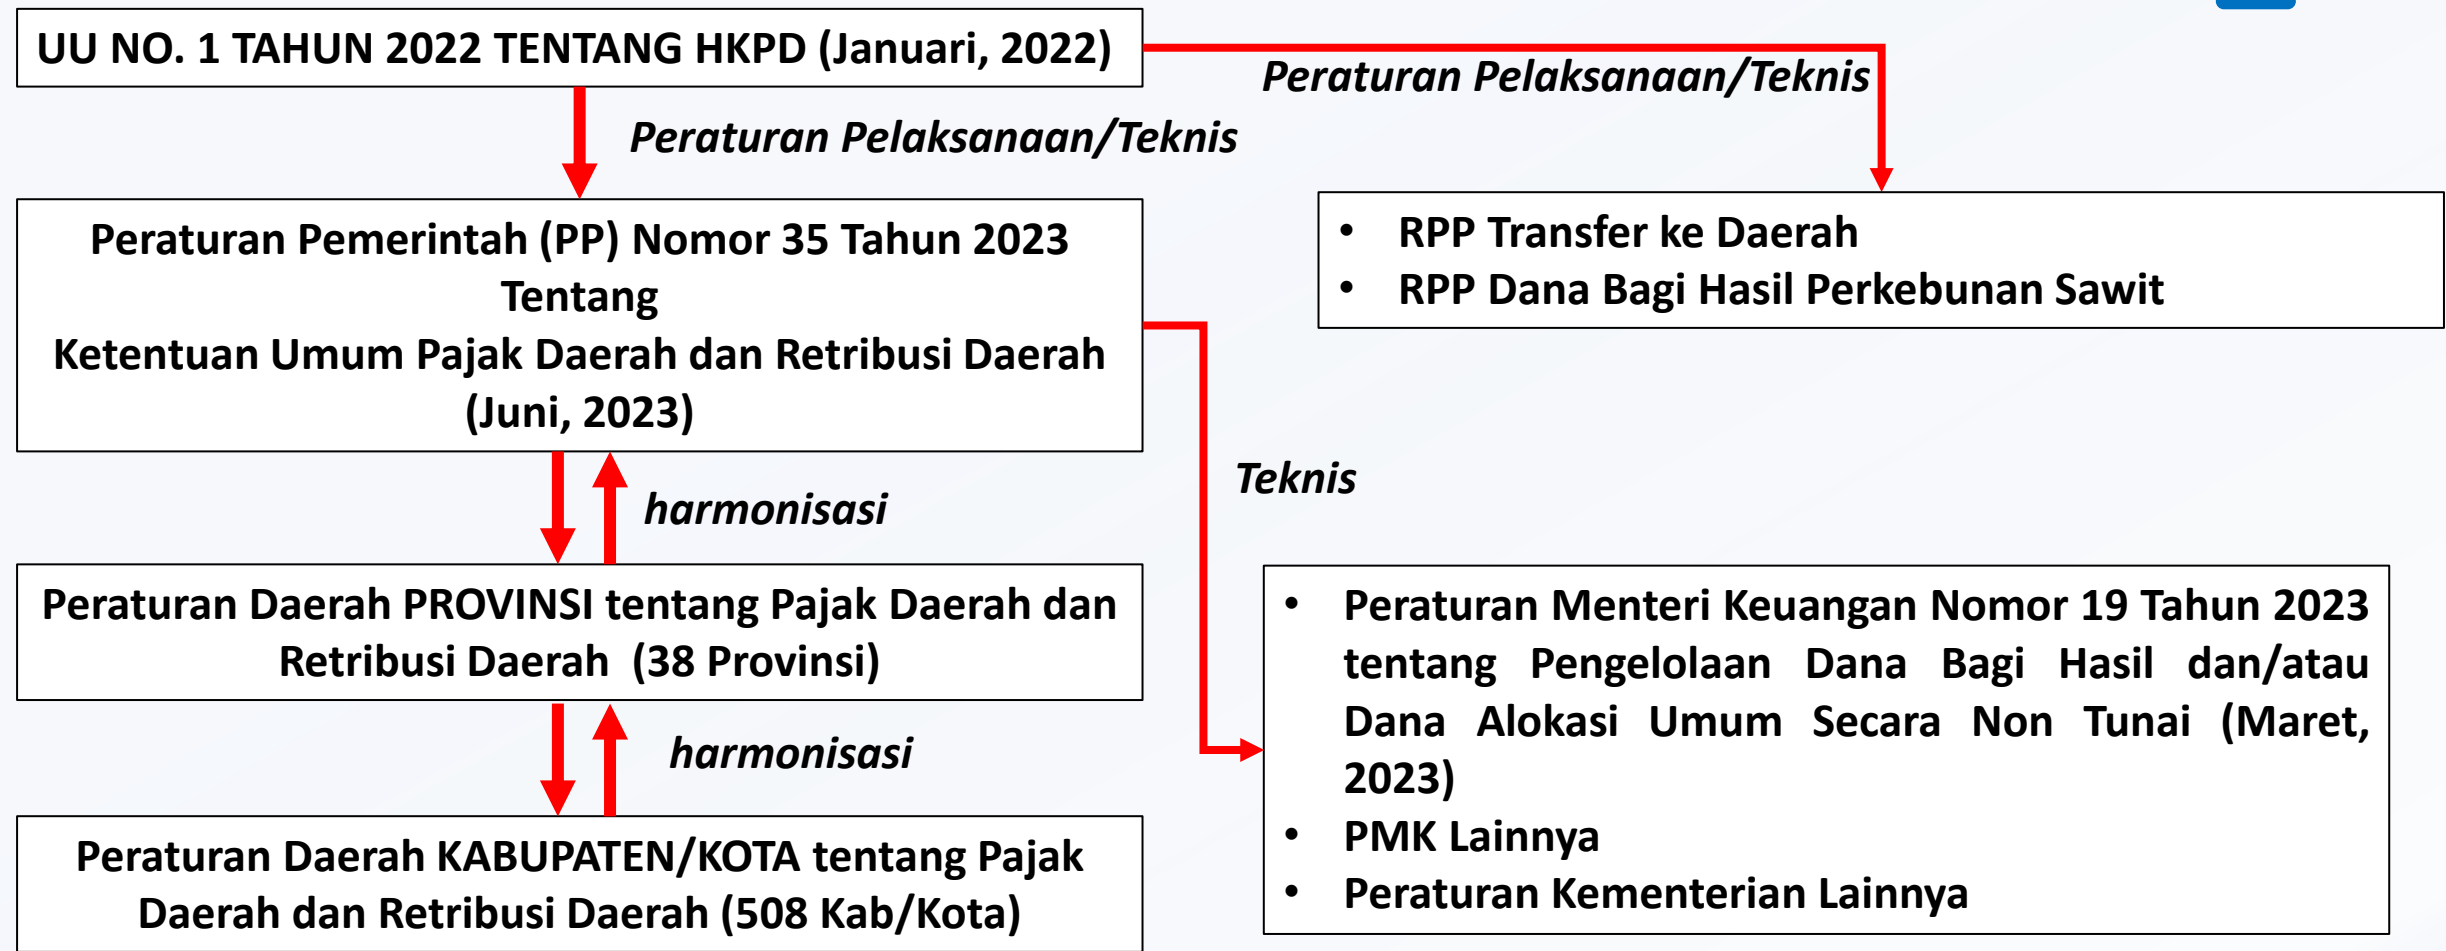 UU NO. 1 TAHUN 2022 TENTANG HKPD (Januari, 2022)
Peraturan Pelaksanaan/Teknis
Peraturan Pelaksanaan/Teknis
Peraturan Pemerintah (PP) Nomor 35 Tahun 2023
Tentang
Ketentuan Umum Pajak Daerah dan Retribusi Daerah
(Juni, 2023)
• RPP Transfer ke Daerah
• RPP Dana Bagi Hasil Perkebunan Sawit
harmonisasi
Teknis
Peraturan Daerah PROVINSI tentang Pajak Daerah dan
Retribusi Daerah (38 Provinsi)
harmonisasi
Peraturan Daerah KABUPATEN/KOTA tentang Pajak
Daerah dan Retribusi Daerah (508 Kab/Kota)
• Peraturan Menteri Keuangan Nomor 19 Tahun 2023
tentang Pengelolaan Dana Bagi Hasil dan/atau
Dana Alokasi Umum Secara Non Tunai (Maret,
2023)
• PMK Lainnya
• Peraturan Kementerian Lainnya